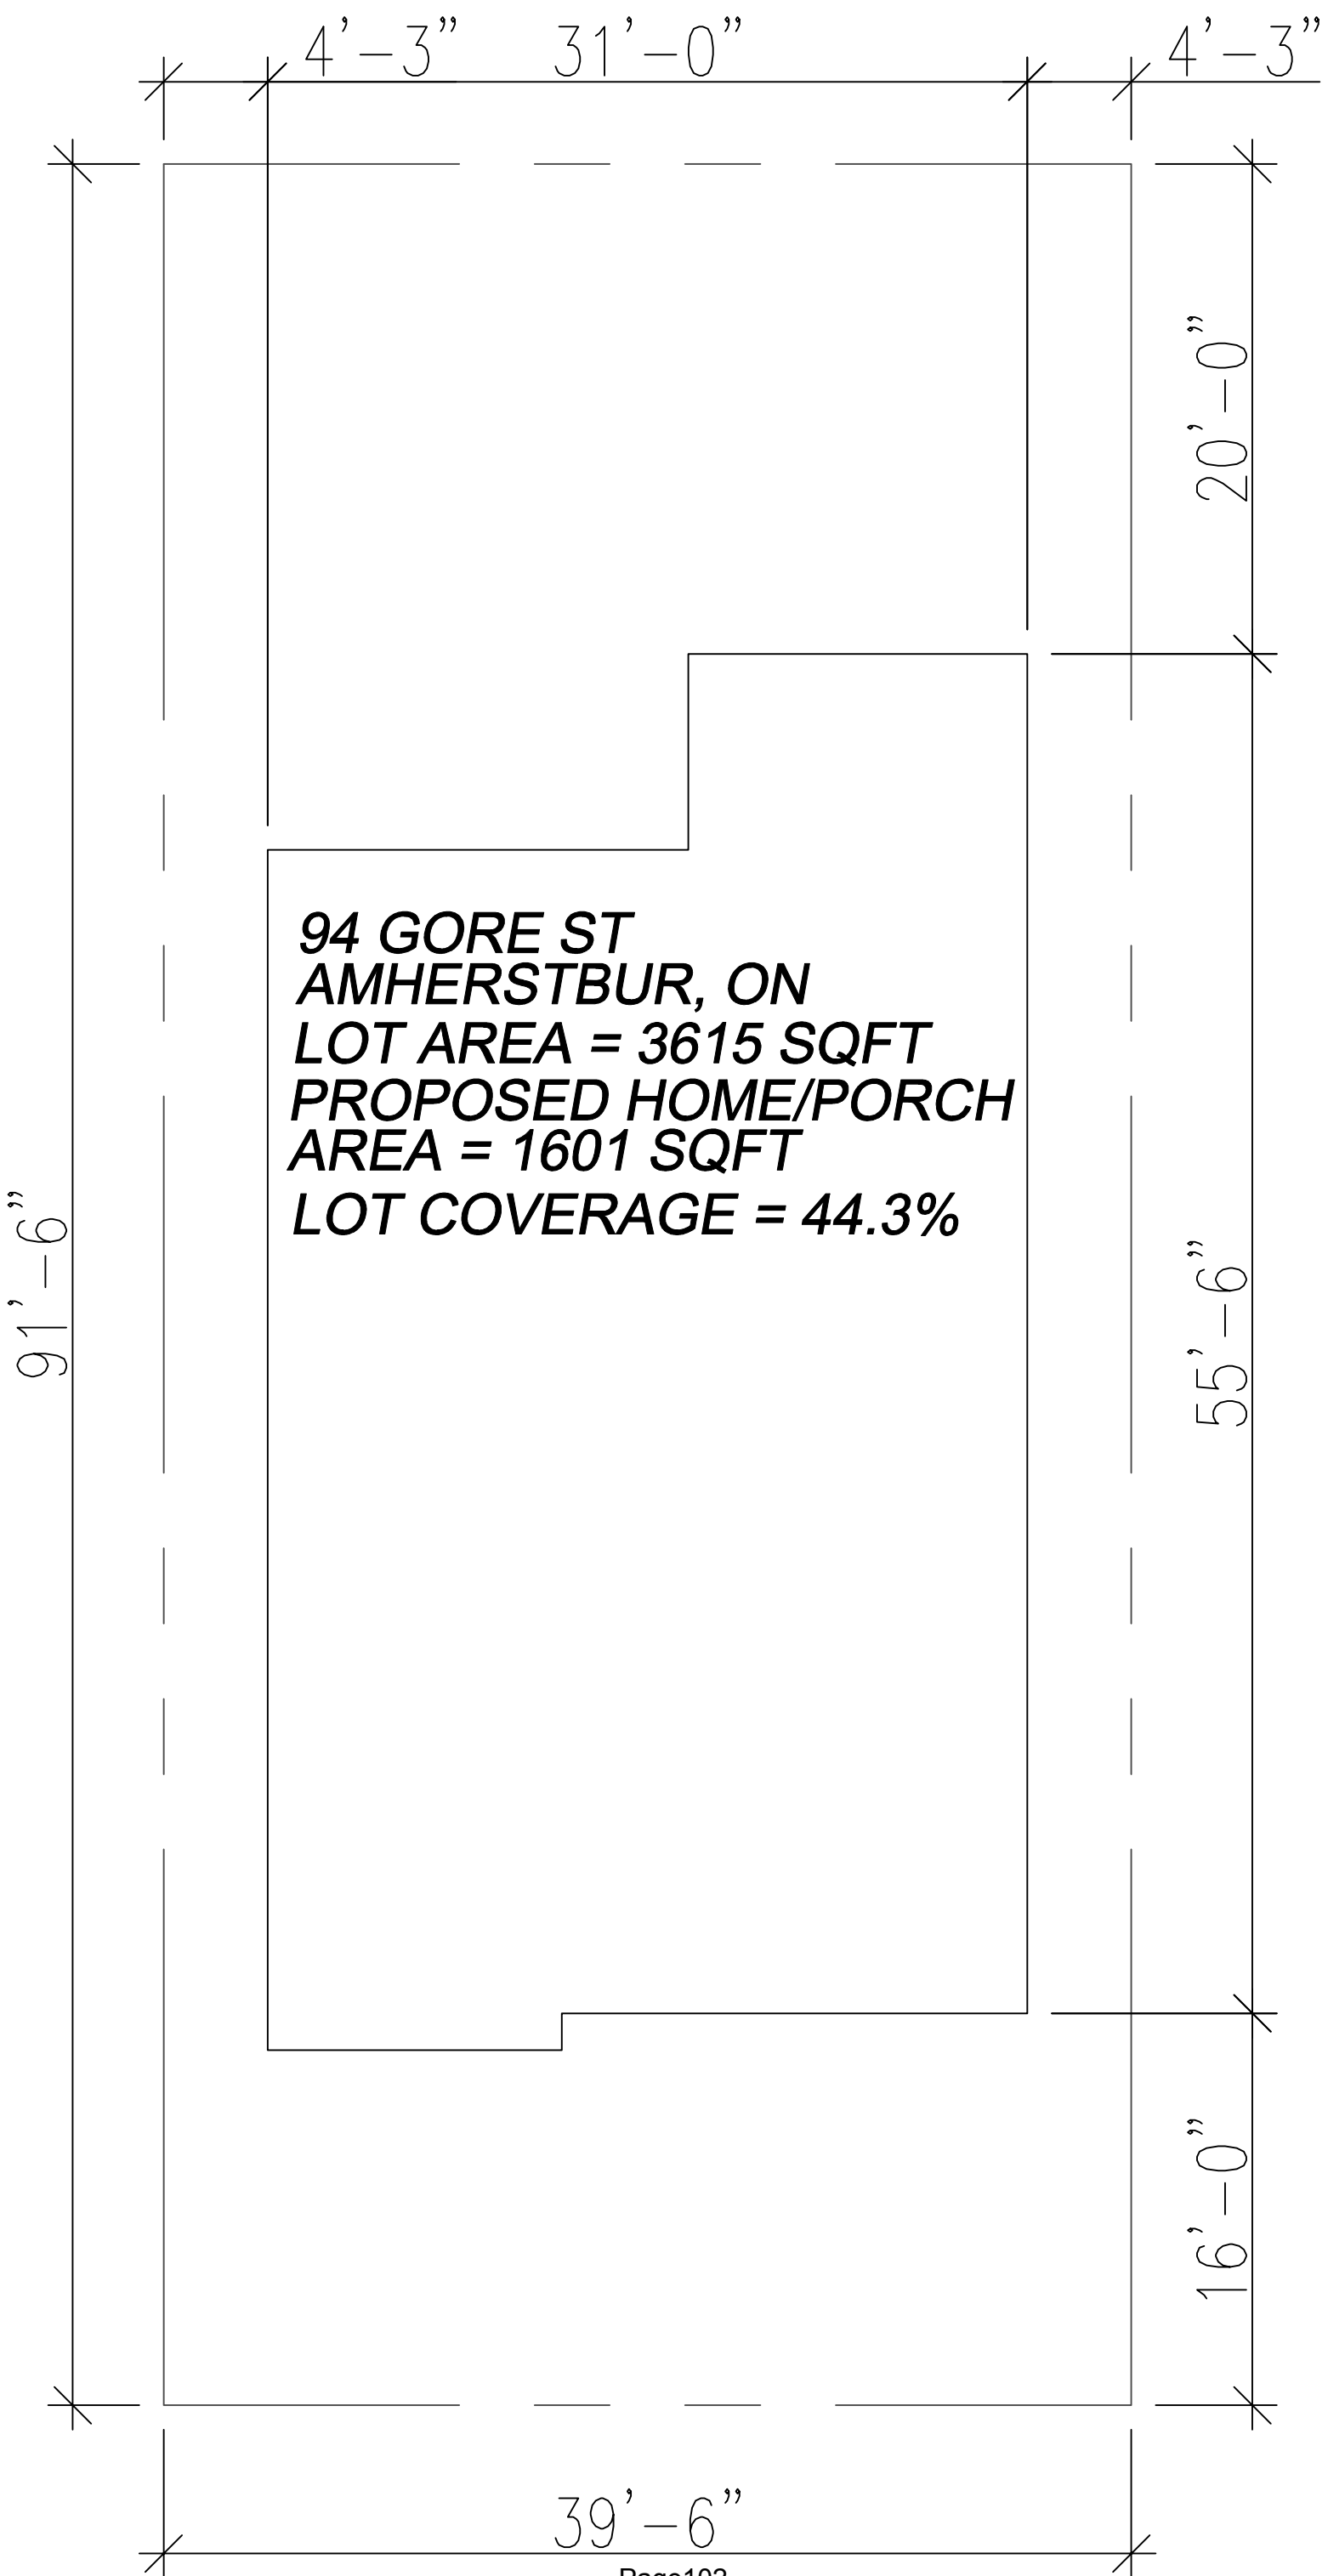 4'-3" 31'-0" 4'-3"
20'-0"
94 GORE ST
AMHERSTBUR, ON
LOT AREA = 3615 SQFT
PROPOSED HOME/PORCH
AREA = 1601 SQFT
LOT COVERAGE = 44.3%
91'-6"
55'-6"
16'-0"
39'-6"
Page102